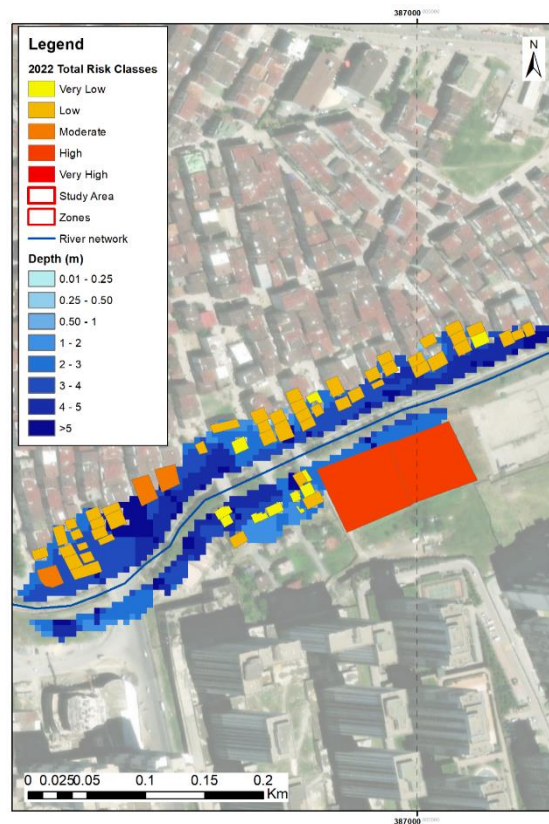 387000
Legend
2022 Total Risk Classes
Very Low
Low
Moderate
High
Very High
Study Area
Zones
River network
Depth (m)
0.01 - 0.25
0.25 - 0.50
0.50 - 1
1 - 2
2 - 3
3 - 4
4 - 5
>5
N
0 0.025 0.05 0.1 0.15 0.2
Km
387000